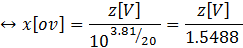 ↔ x[ov] = z[V] / 10^(3.81/20) = z[V] / 1.5488